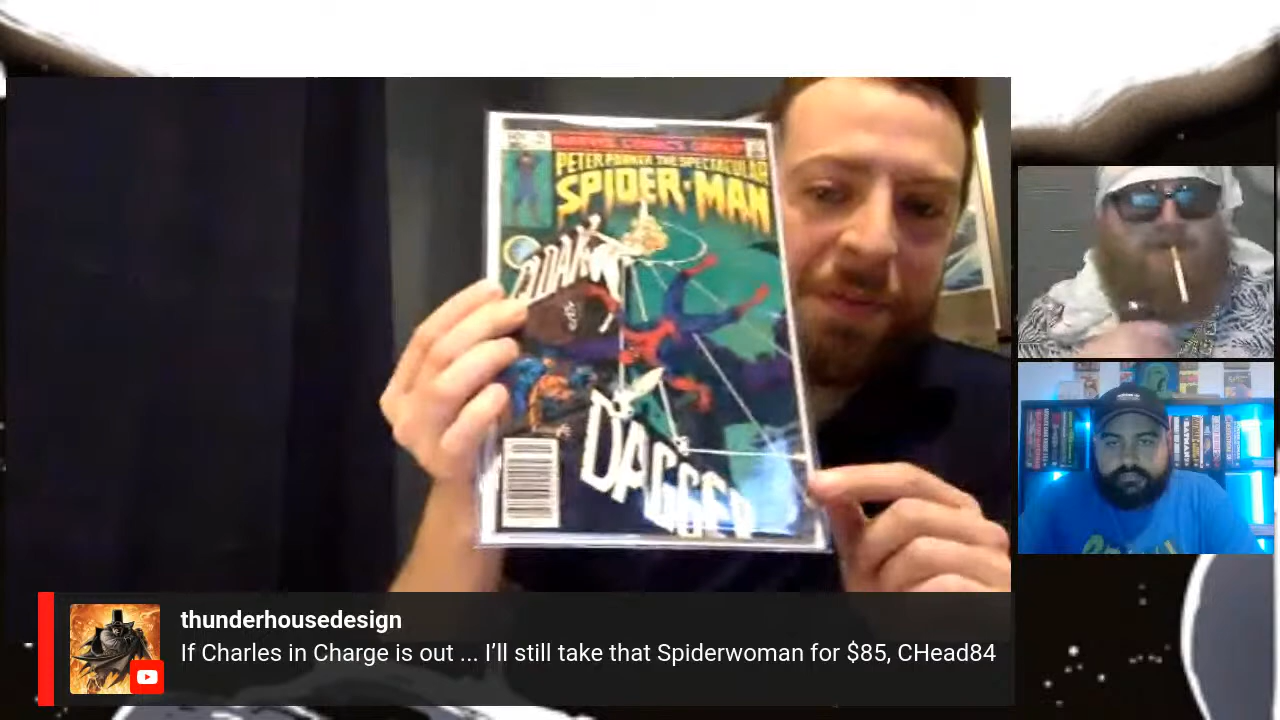 MARVEL COMICS GROUP
PETER PARKER, THE SPECTACULAR
SPIDER-MAN
CLOAK
DAGGER
BATMAN
thunderhousedesign
If Charles in Charge is out ... I’ll still take that Spiderwoman for $85, CHead84